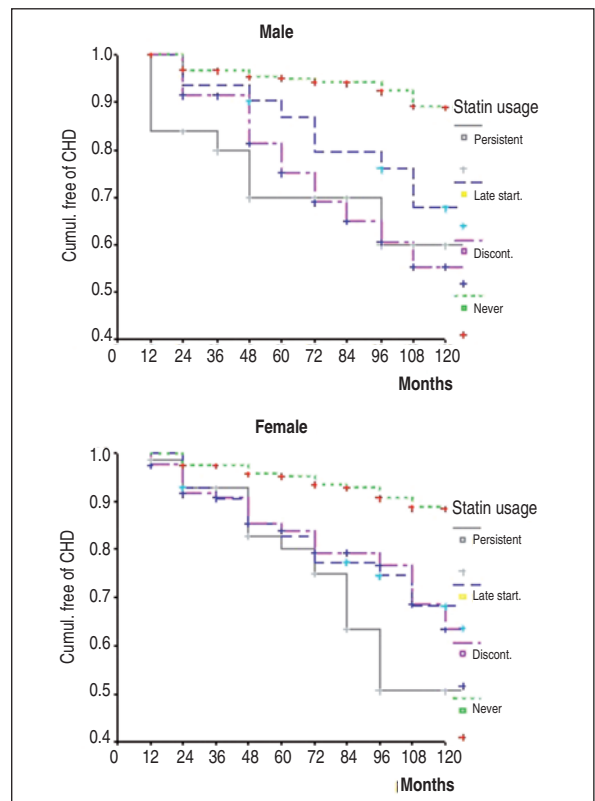 Male
1.0
0.9
0.8
0.7
0.6
0.5
0.4
Cumul. free of CHD
0
12
24
36
48
60
72
84
96
108
120
Months
Statin usage
Persistent
Late start.
Discont.
Never
Female
1.0
0.9
0.8
0.7
0.6
0.5
0.4
Cumul. free of CHD
0
12
24
36
48
60
72
84
96
108
120
Months
Statin usage
Persistent
Late start.
Discont.
Never